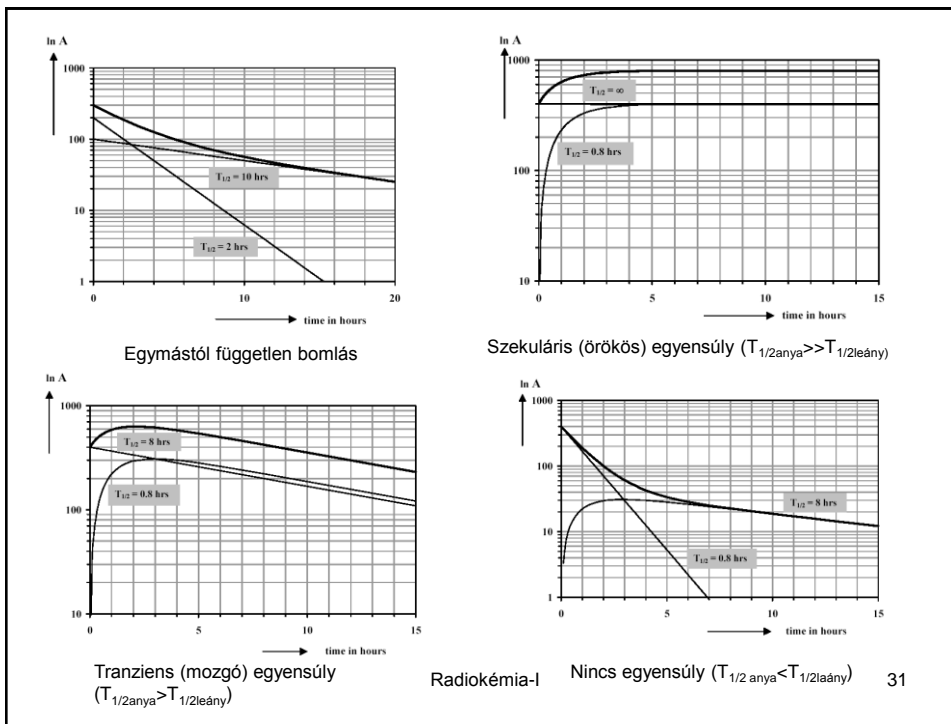 ln A
1000
100
10
1
T1/2 = 10 hrs
T1/2 = 2 hrs
0 10 20
time in hours
Egymástól független bomlás
ln A
1000
100
10
T1/2 = ∞
T1/2 = 0.8 hrs
0 5 10 15
time in hours
Szekuláris (örökös) egyensúly (T1/2anya>>T1/2leány)
ln A
1000
100
10
T1/2 = 8 hrs
T1/2 = 0.8 hrs
0 5 10 15
time in hours
Tranziens (mozgó) egyensúly
(T1/2anya>T1/2leány)
ln A
1000
100
10
1
T1/2 = 8 hrs
T1/2 = 0.8 hrs
0 5 10 15
time in hours
Nincs egyensúly (T1/2 anya<T1/2laány)
Radiokémia-I
31